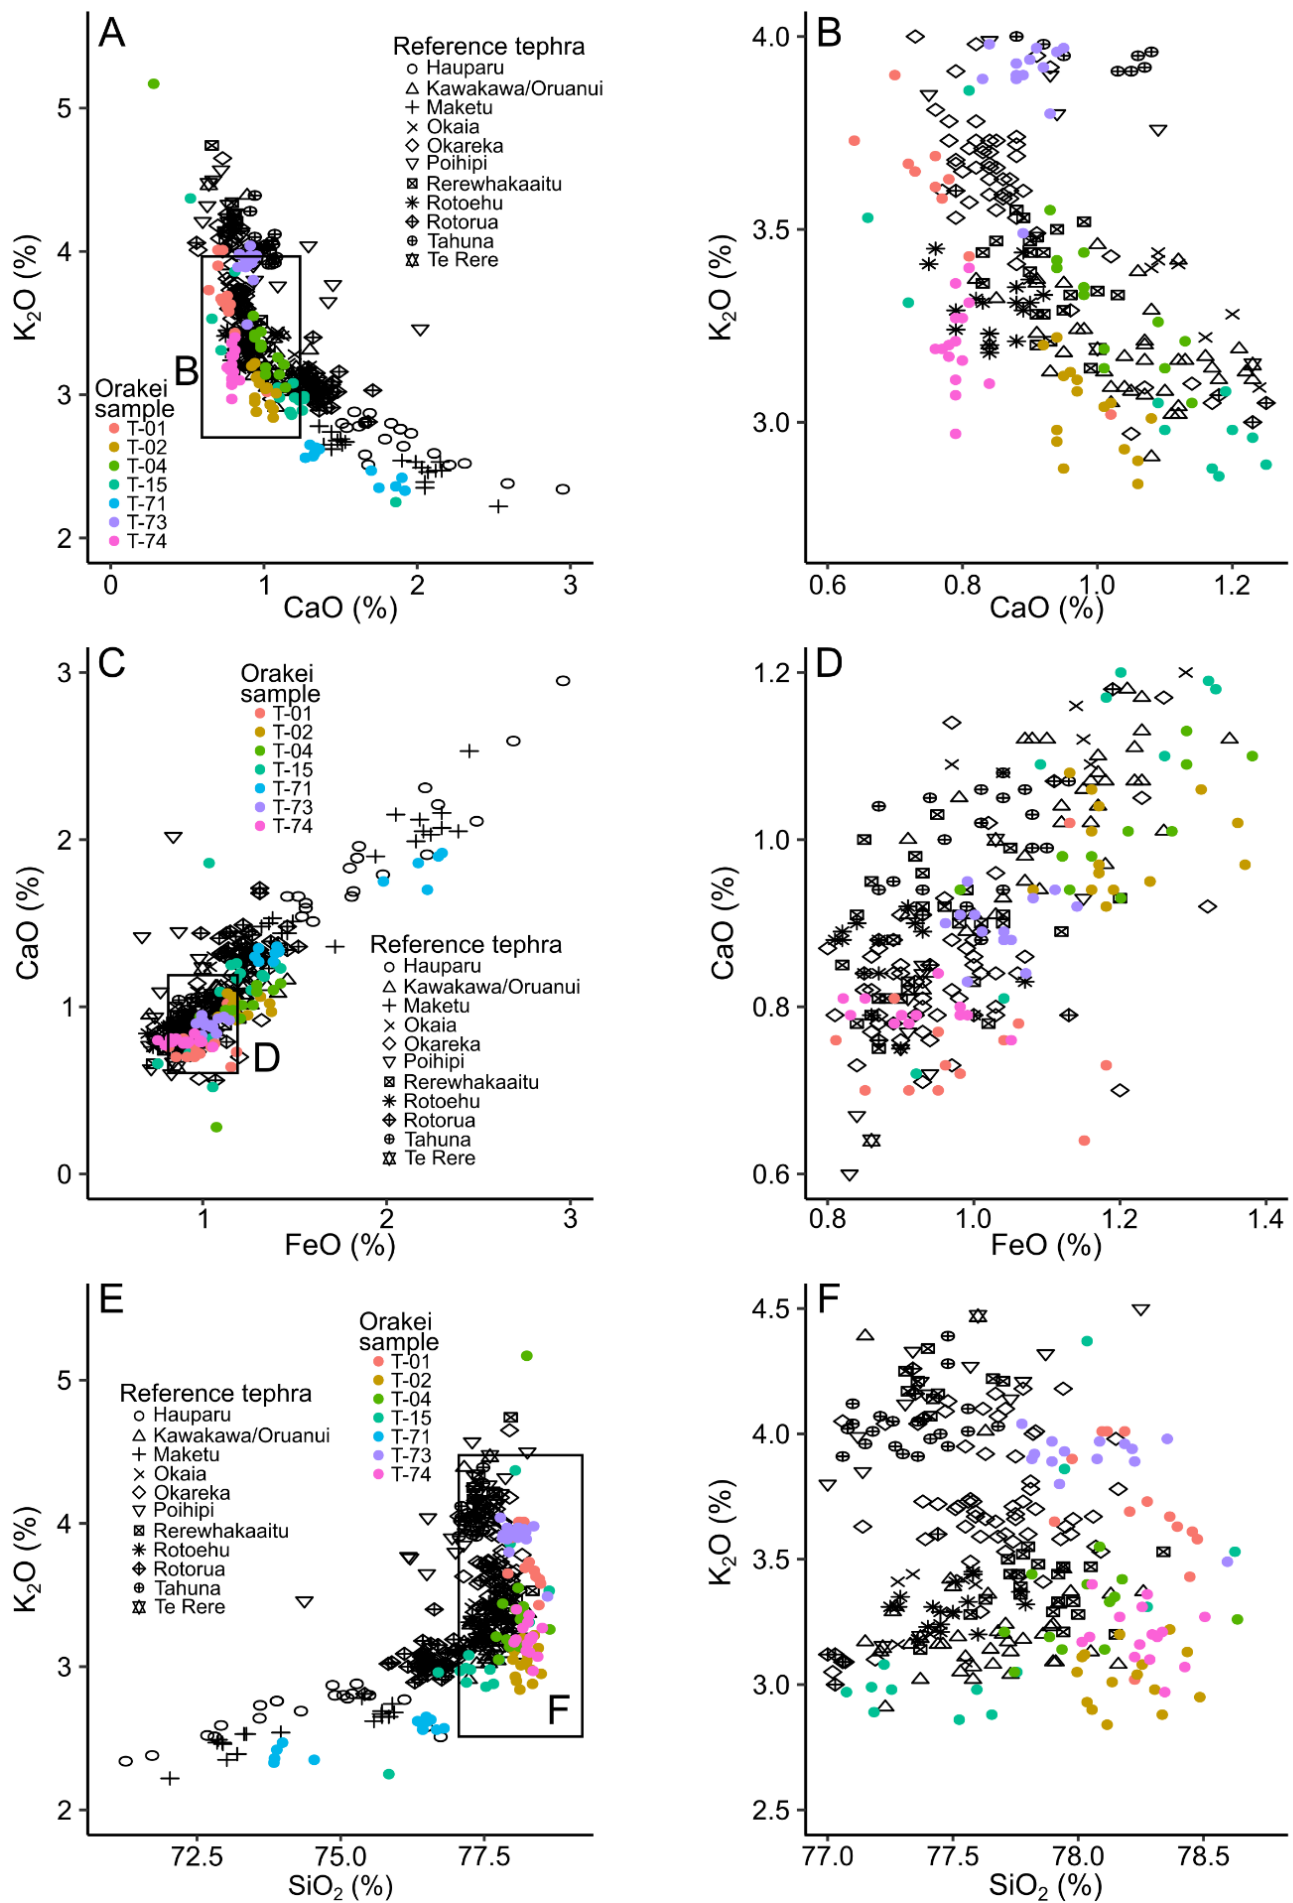 A
Reference tephra
Hauparu
Kawakawa/Oruanui
Maketu
Okaia
Okareka
Poihipi
Rerewhakaaitu
Rotoehu
Rotorua
Tahuna
Te Rere
5
4
3
2
K₂O (%)
B
Orakei
sample
T-01
T-02
T-04
T-15
T-71
T-73
T-74
0 1 2 3
CaO (%)
B
4.0
3.5
3.0
K₂O (%)
0.6 0.8 1.0 1.2
CaO (%)
C
Orakei
sample
T-01
T-02
T-04
T-15
T-71
T-73
T-74
3
2
1
0
CaO (%)
D
Reference tephra
Hauparu
Kawakawa/Oruanui
Maketu
Okaia
Okareka
Poihipi
Rerewhakaaitu
Rotoehu
Rotorua
Tahuna
Te Rere
1 2 3
FeO (%)
D
1.2
1.0
0.8
0.6
CaO (%)
0.8 1.0 1.2 1.4
FeO (%)
E
Orakei
sample
T-01
T-02
T-04
T-15
T-71
T-73
T-74
Reference tephra
Hauparu
Kawakawa/Oruanui
Maketu
Okaia
Okareka
Poihipi
Rerewhakaaitu
Rotoehu
Rotorua
Tahuna
Te Rere
5
4
3
2
K₂O (%)
F
72.5 75.0 77.5
SiO₂ (%)
F
4.5
4.0
3.5
3.0
2.5
K₂O (%)
77.0 77.5 78.0 78.5
SiO₂ (%)